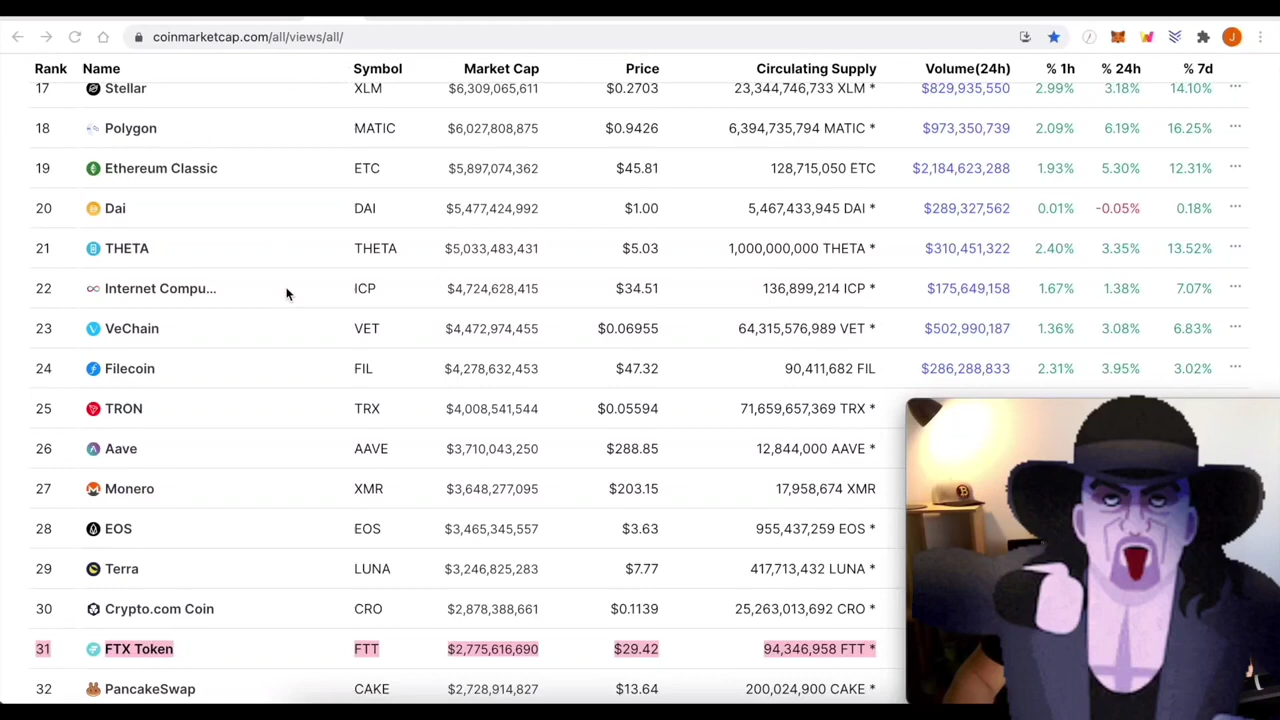 coinmarketcap.com/all/views/all/
J
Rank Name Symbol Market Cap Price Circulating Supply Volume(24h) % 1h % 24h % 7d
17 Stellar XLM $6,309,065,611 $0.2703 23,344,746,733 XLM * $829,935,550 2.99% 3.18% 14.10% ...
18 Polygon MATIC $6,027,808,875 $0.9426 6,394,735,794 MATIC * $973,350,739 2.09% 6.19% 16.25% ...
19 Ethereum Classic ETC $5,897,074,362 $45.81 128,715,050 ETC $2,184,623,288 1.93% 5.30% 12.31% ...
20 Dai DAI $5,477,424,992 $1.00 5,467,433,945 DAI * $289,327,562 0.01% -0.05% 0.18% ...
21 THETA THETA $5,033,483,431 $5.03 1,000,000,000 THETA * $310,451,322 2.40% 3.35% 13.52% ...
22 Internet Compu... ICP $4,724,628,415 $34.51 136,899,214 ICP * $175,649,158 1.67% 1.38% 7.07% ...
23 VeChain VET $4,472,974,455 $0.06955 64,315,576,989 VET * $502,990,187 1.36% 3.08% 6.83% ...
24 Filecoin FIL $4,278,632,453 $47.32 90,411,682 FIL $286,288,833 2.31% 3.95% 3.02% ...
25 TRON TRX $4,008,541,544 $0.05594 71,659,657,369 TRX *
26 Aave AAVE $3,710,043,250 $288.85 12,844,000 AAVE *
27 Monero XMR $3,648,277,095 $203.15 17,958,674 XMR
28 EOS EOS $3,465,345,557 $3.63 955,437,259 EOS *
29 Terra LUNA $3,246,825,283 $7.77 417,713,432 LUNA *
30 Crypto.com Coin CRO $2,878,388,661 $0.1139 25,263,013,692 CRO *
31 FTX Token FTT $2,775,616,690 $29.42 94,346,958 FTT *
32 PancakeSwap CAKE $2,728,914,827 $13.64 200,024,900 CAKE *